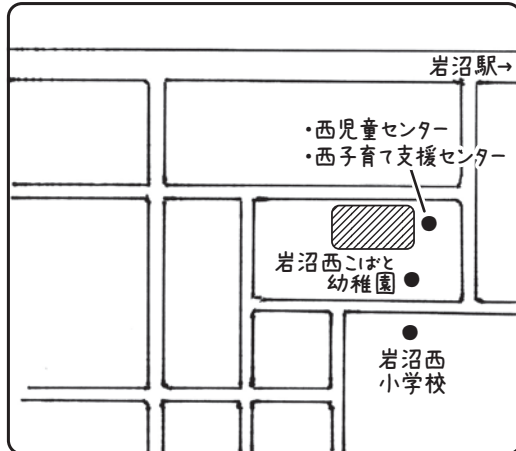 岩沼駅→
・西児童センター
・西子育て支援センター
岩沼西こばと
幼稚園
岩沼西
小学校